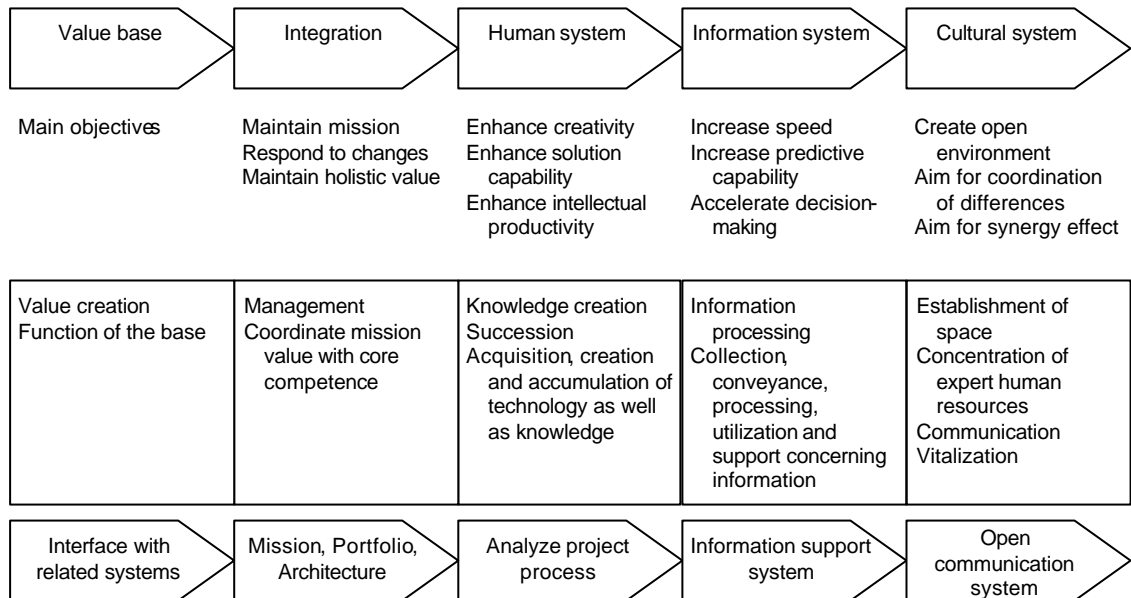 Value base
Integration
Human system
Information system
Cultural system
Main objectives
Maintain mission
Respond to changes
Maintain holistic value
Enhance creativity
Enhance solution
capability
Enhance intellectual
productivity
Increase speed
Increase predictive
capability
Accelerate decision-
making
Create open
environment
Aim for coordination
of differences
Aim for synergy effect
Value creation
Function of the base
Management
Coordinate mission
value with core
competence
Knowledge creation
Succession
Acquisition, creation
and accumulation of
technology as well
as knowledge
Information
processing
Collection,
conveyance,
processing,
utilization and
support concerning
information
Establishment of
space
Concentration of
expert human
resources
Communication
Vitalization
Interface with
related systems
Mission, Portfolio,
Architecture
Analyze project
process
Information support
system
Open
communication
system